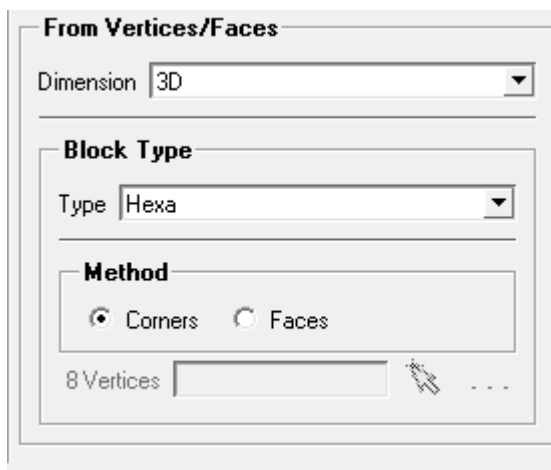 From Vertices/Faces
Dimension 3D
Block Type
Type Hexa
Method
Corners Faces
8 Vertices ...